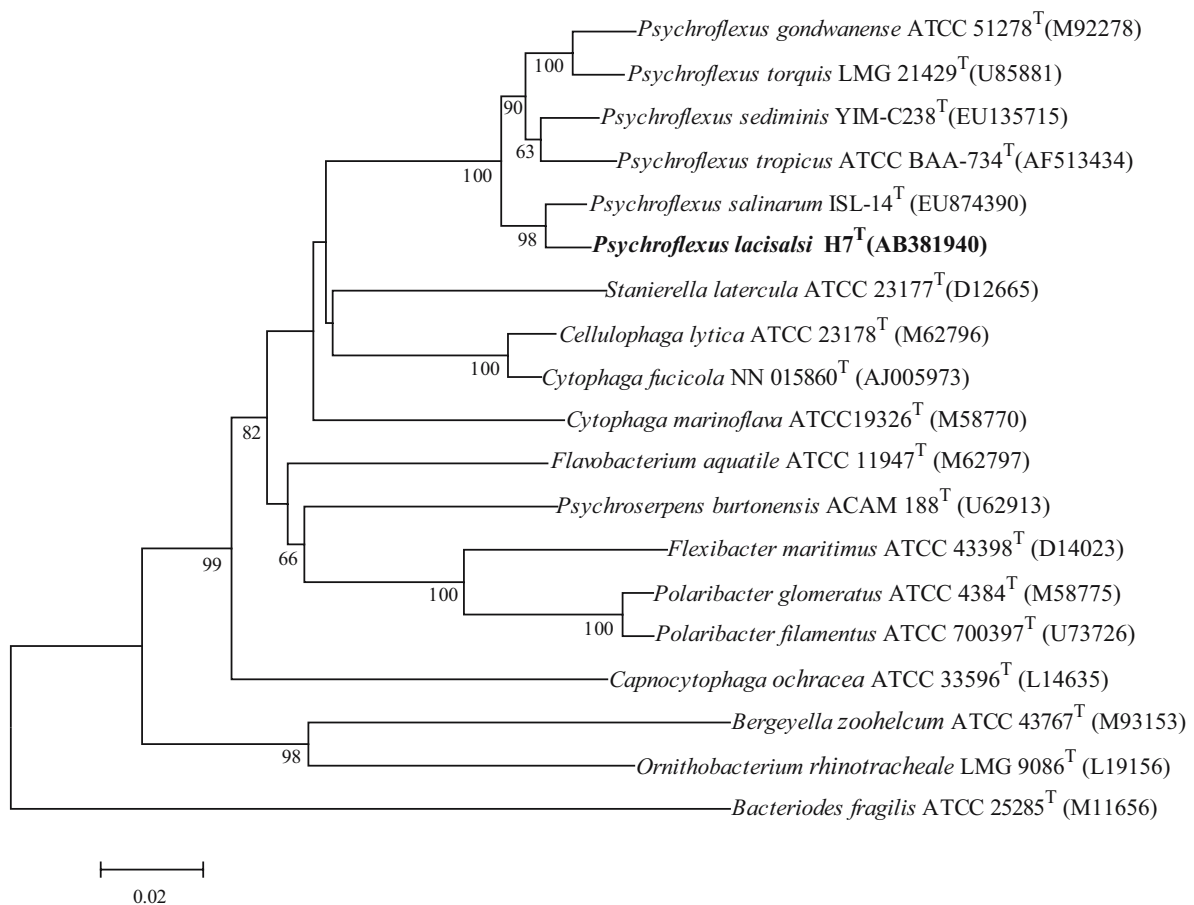 Psychroflexus gondwanense ATCC 51278T(M92278)
100
Psychroflexus torquis LMG 21429T(U85881)
90
Psychroflexus sediminis YIM-C238T(EU135715)
63
Psychroflexus tropicus ATCC BAA-734T(AF513434)
100
Psychroflexus salinarum ISL-14T (EU874390)
98
Psychroflexus lacisalsi H7T(AB381940)
Stanierella latercula ATCC 23177T(D12665)
Cellulophaga lytica ATCC 23178T (M62796)
100
Cytophaga fucicola NN 015860T (AJ005973)
Cytophaga marinoflava ATCC19326T (M58770)
82
Flavobacterium aquatile ATCC 11947T (M62797)
Psychroserpens burtonensis ACAM 188T (U62913)
66
Flexibacter maritimus ATCC 43398T (D14023)
99
100
Polaribacter glomeratus ATCC 4384T (M58775)
100
Polaribacter filamentus ATCC 700397T (U73726)
Capnocytophaga ochracea ATCC 33596T (L14635)
Bergeyella zoohelcum ATCC 43767T (M93153)
98
Ornithobacterium rhinotracheale LMG 9086T (L19156)
Bacteriodes fragilis ATCC 25285T (M11656)
0.02